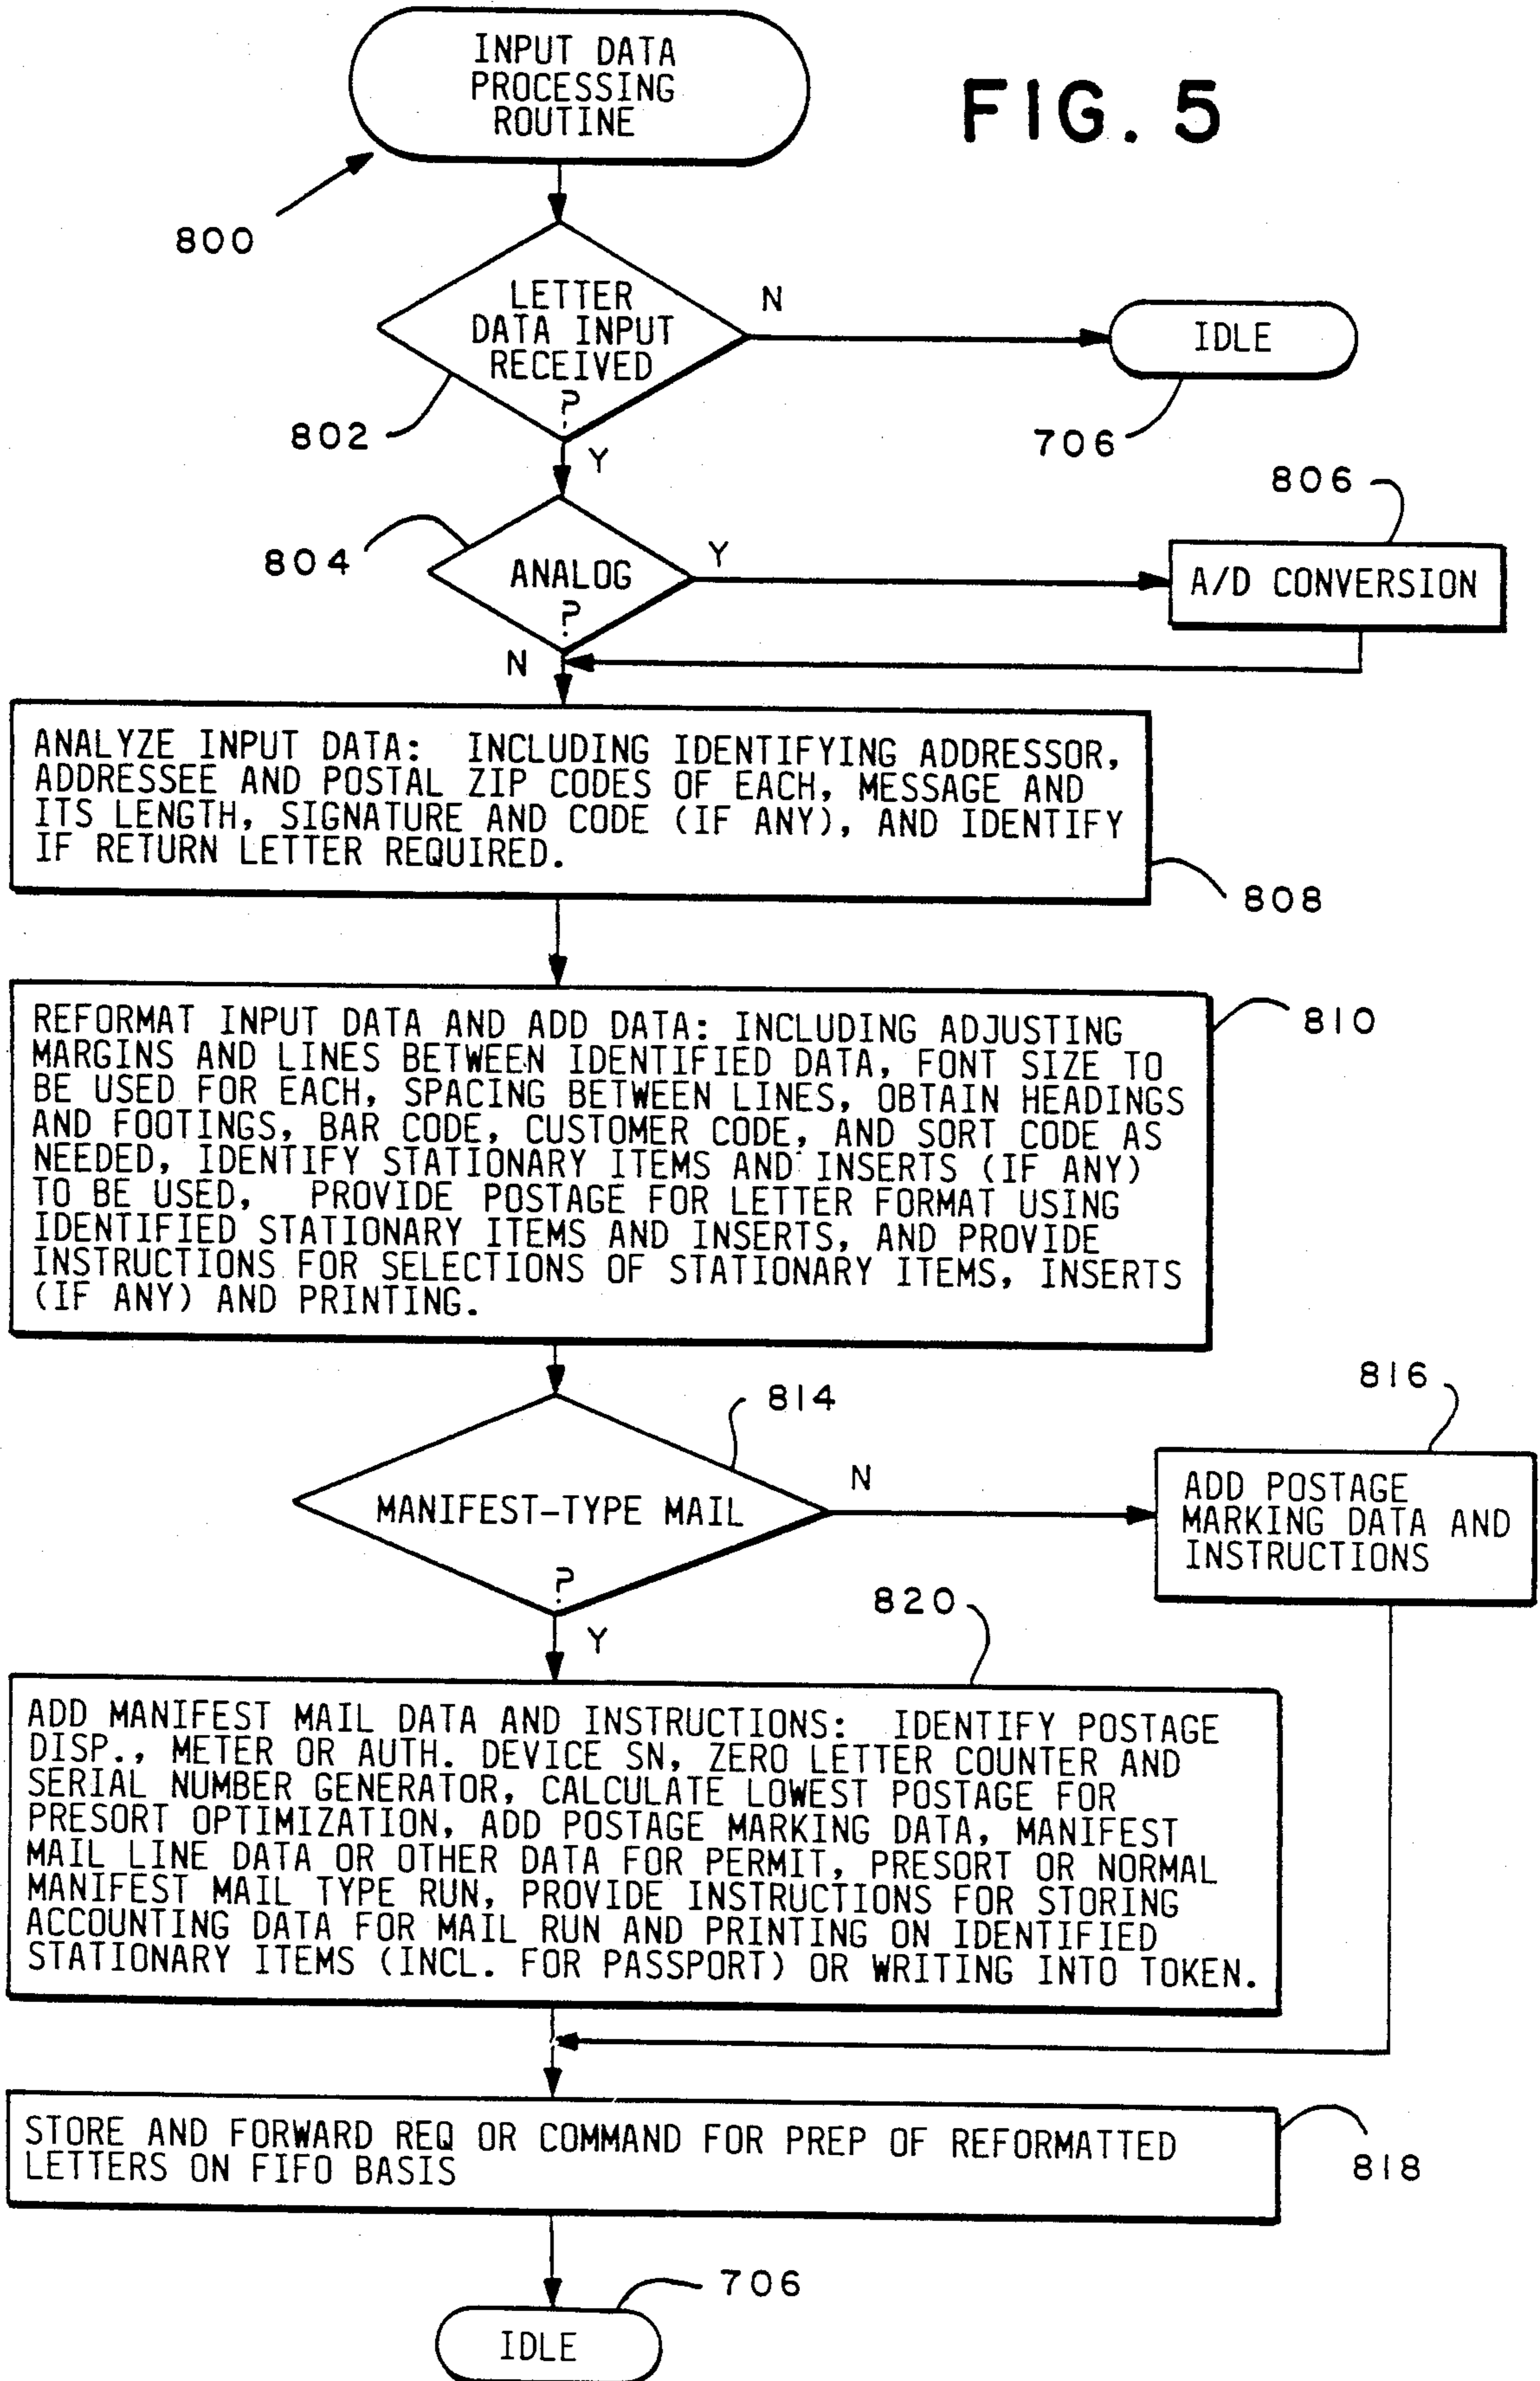 INPUT DATA
PROCESSING
ROUTINE
FIG. 5
800
LETTER
DATA INPUT
RECEIVED
?
N
IDLE
802
706
Y
806
804
ANALOG
?
Y
A/D CONVERSION
N
ANALYZE INPUT DATA: INCLUDING IDENTIFYING ADDRESSOR,
ADDRESSEE AND POSTAL ZIP CODES OF EACH, MESSAGE AND
ITS LENGTH, SIGNATURE AND CODE (IF ANY), AND IDENTIFY
IF RETURN LETTER REQUIRED.
808
810
REFORMAT INPUT DATA AND ADD DATA: INCLUDING ADJUSTING
MARGINS AND LINES BETWEEN IDENTIFIED DATA, FONT SIZE TO
BE USED FOR EACH, SPACING BETWEEN LINES, OBTAIN HEADINGS
AND FOOTINGS, BAR CODE, CUSTOMER CODE, AND SORT CODE AS
NEEDED, IDENTIFY STATIONARY ITEMS AND INSERTS (IF ANY)
TO BE USED, PROVIDE POSTAGE FOR LETTER FORMAT USING
IDENTIFIED STATIONARY ITEMS AND INSERTS, AND PROVIDE
INSTRUCTIONS FOR SELECTIONS OF STATIONARY ITEMS, INSERTS
(IF ANY) AND PRINTING.
814
816
MANIFEST-TYPE MAIL
?
N
ADD POSTAGE
MARKING DATA AND
INSTRUCTIONS
820
Y
ADD MANIFEST MAIL DATA AND INSTRUCTIONS: IDENTIFY POSTAGE
DISP., METER OR AUTH. DEVICE SN, ZERO LETTER COUNTER AND
SERIAL NUMBER GENERATOR, CALCULATE LOWEST POSTAGE FOR
PRESORT OPTIMIZATION, ADD POSTAGE MARKING DATA, MANIFEST
MAIL LINE DATA OR OTHER DATA FOR PERMIT, PRESORT OR NORMAL
MANIFEST MAIL TYPE RUN, PROVIDE INSTRUCTIONS FOR STORING
ACCOUNTING DATA FOR MAIL RUN AND PRINTING ON IDENTIFIED
STATIONARY ITEMS (INCL. FOR PASSPORT) OR WRITING INTO TOKEN.
STORE AND FORWARD REQ OR COMMAND FOR PREP OF REFORMATTED
LETTERS ON FIFO BASIS
818
706
IDLE